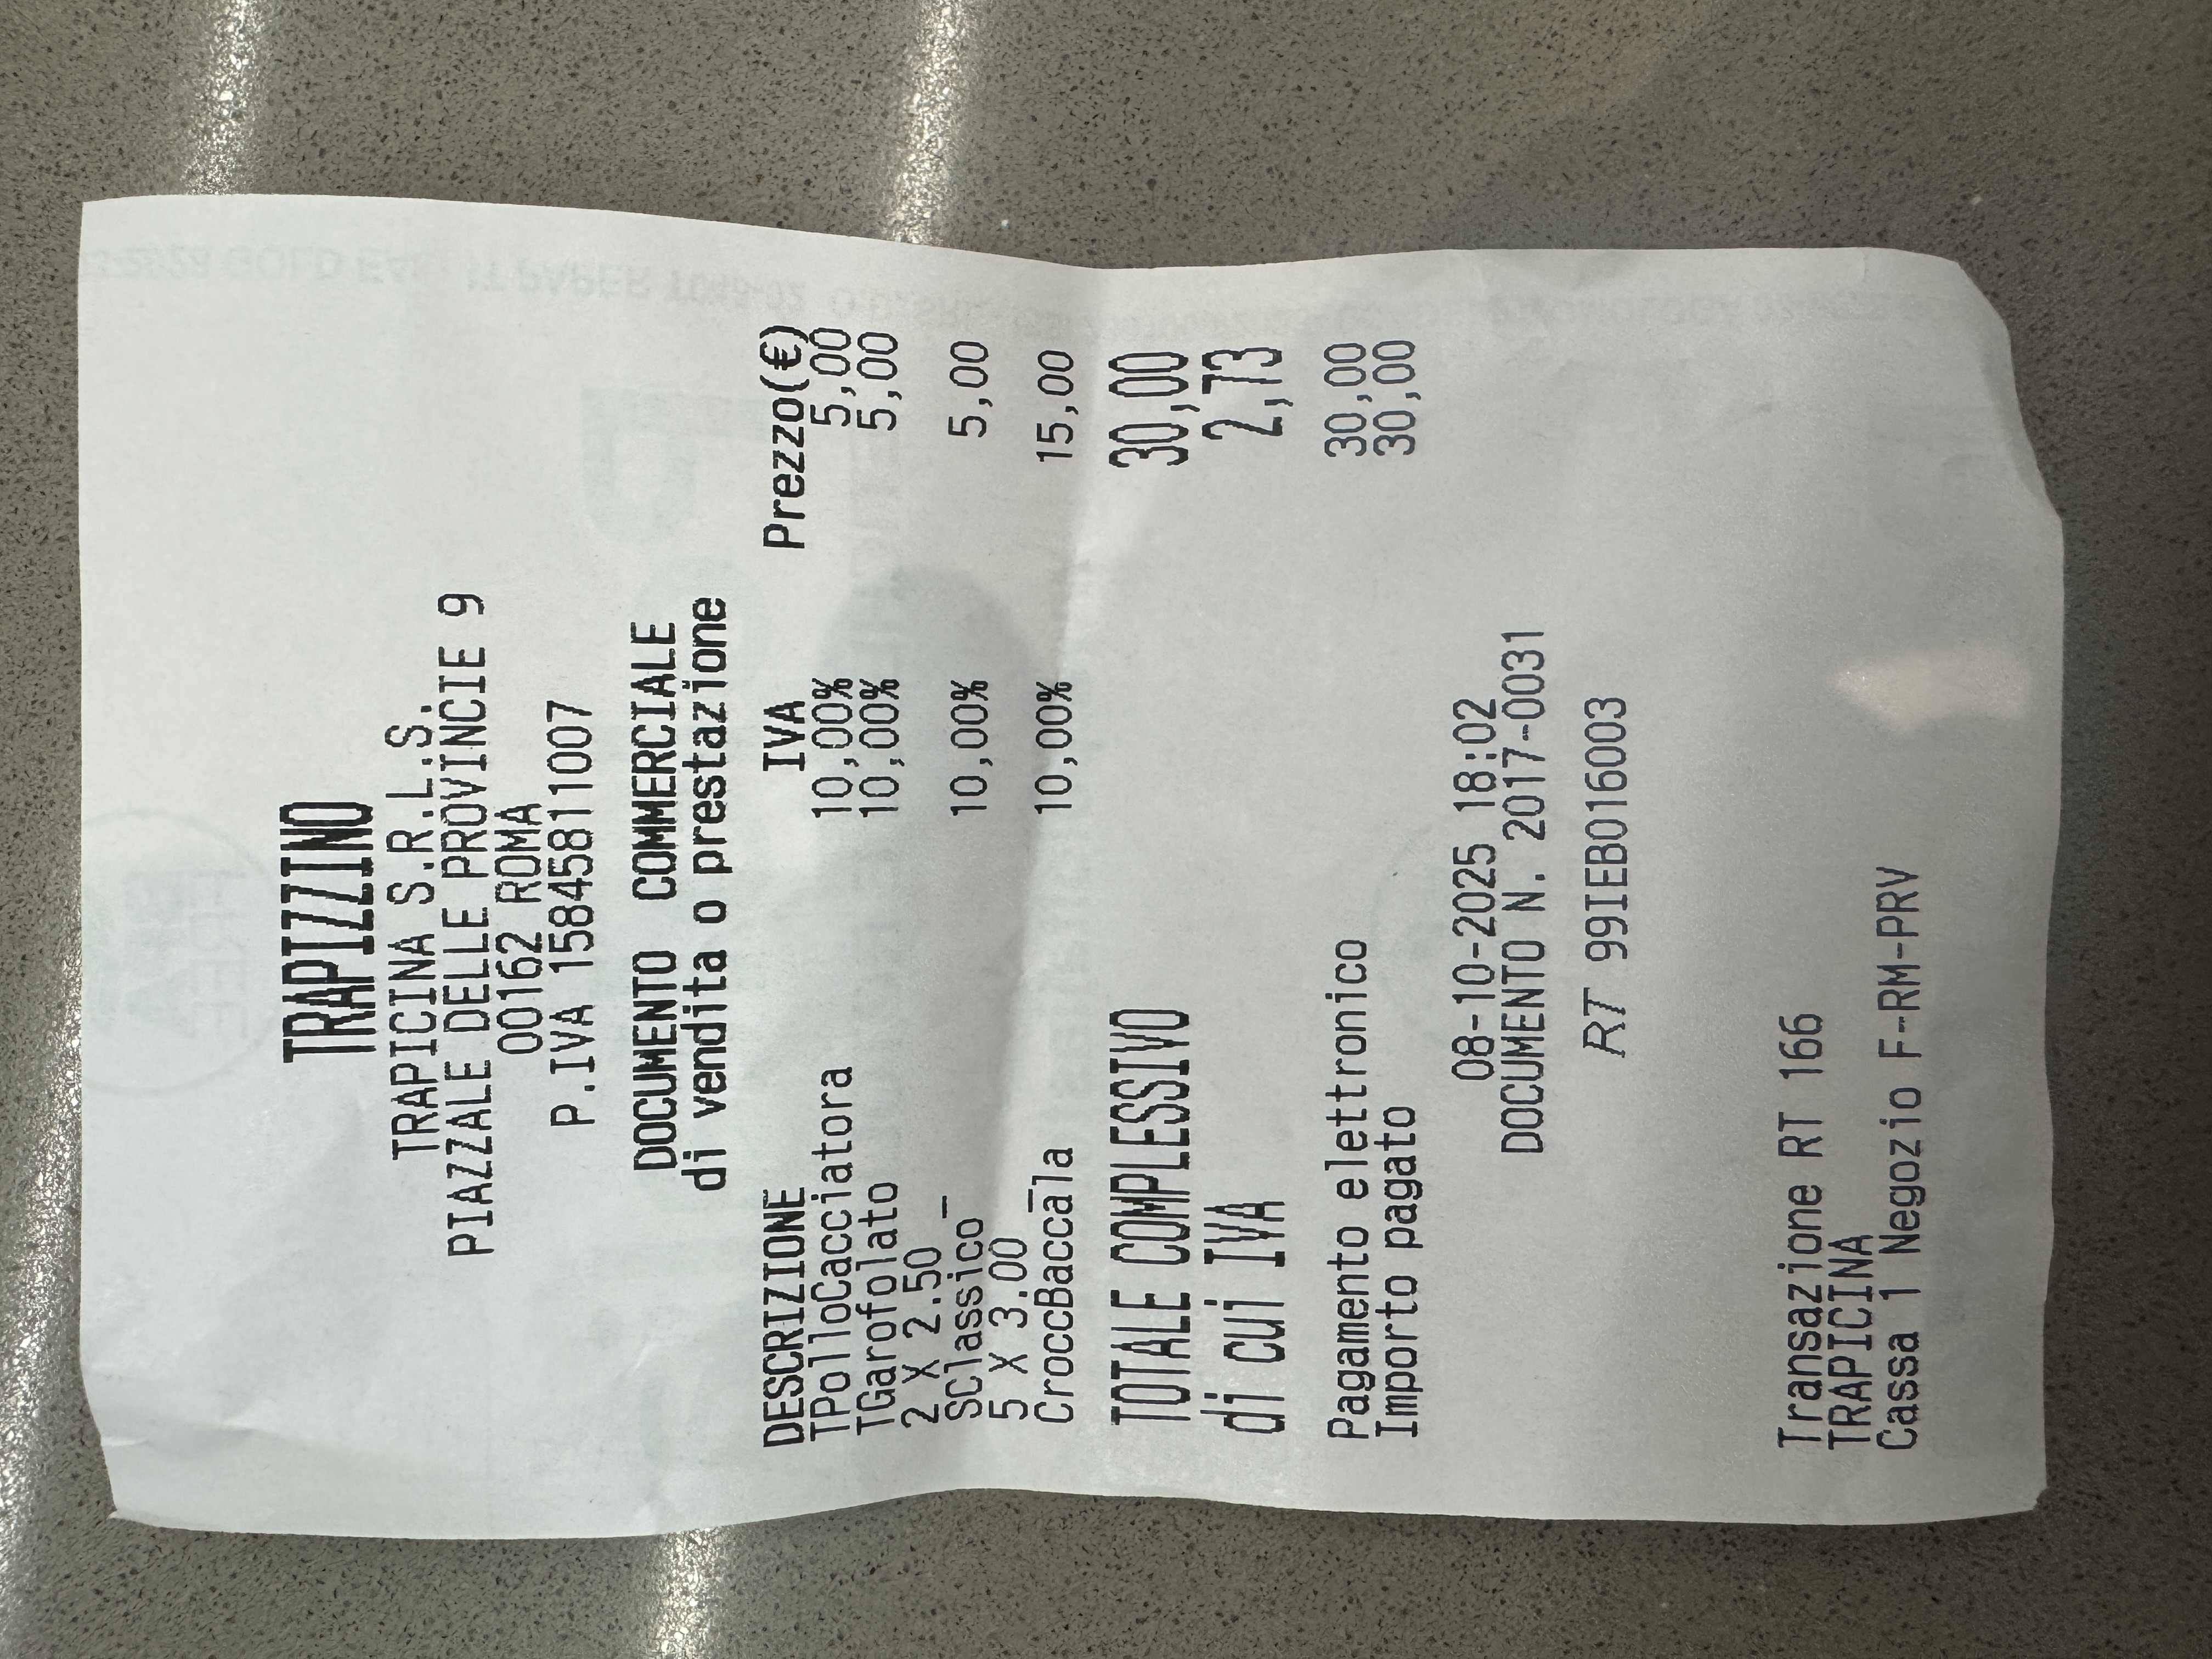 TRAPIZZINO
TRAPICINA S.R.L.S.
PIAZZALE DELLE PROVINCIE 9
00162 ROMA
P.IVA 15845811007
DOCUMENTO COMMERCIALE
di vendita o prestazione
DESCRIZIONE IVA Prezzo(€)
TPolloCacciatora 10,00% 5,00
TGarofolato 10,00% 5,00
2 X 2.50
SClassico_ 10,00% 5,00
5 X 3.00
CroccBacca_la 10,00% 15,00
TOTALE COMPLESSIVO 30,00
di cui IVA 2,73
Pagamento elettronico 30,00
Importo pagato 30,00
08-10-2025 18:02
DOCUMENTO N. 2017-0031
RT 99IEB016003
Transazione RT 166
TRAPICINA
Cassa 1 Negozio F-RM-PRV